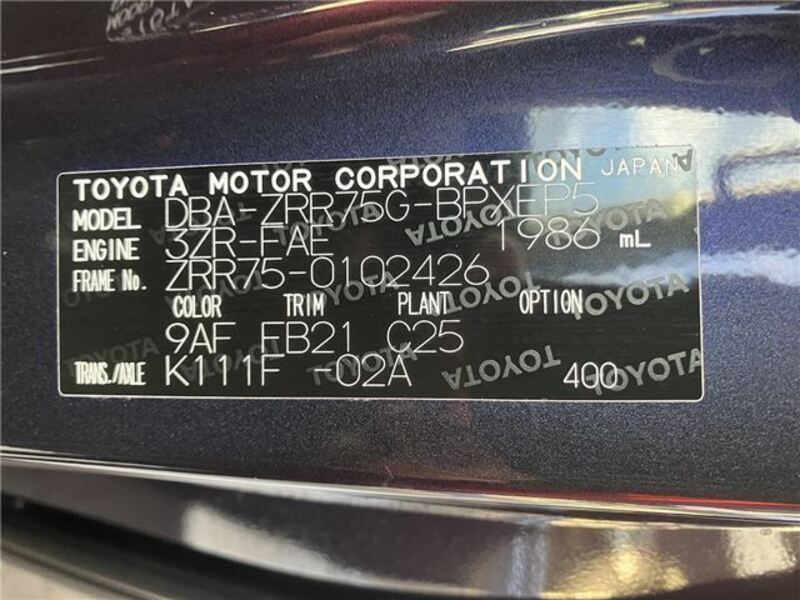 TOYOTA MOTOR CORPORATION JAPAN
MODEL DBA-ZRR75G-BPXEP5
ENGINE 3ZR-FAE 1986 mL
FRAME No. ZRR75-0102426
COLOR TRIM PLANT OPTION
9AF FB21 C25
TRANS./AXLE K111F -02A 400